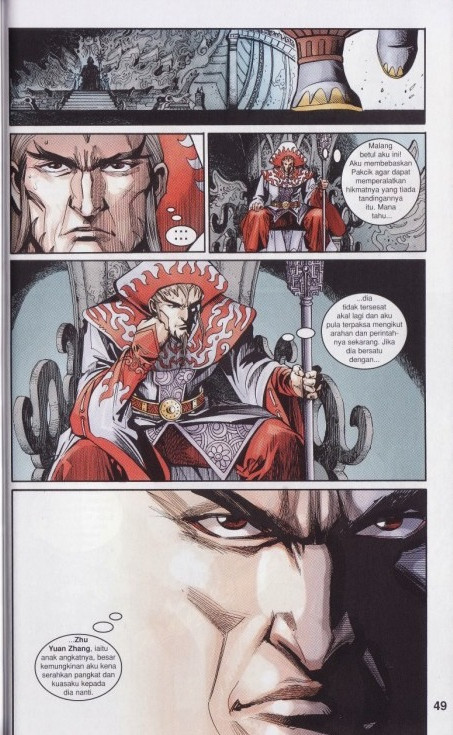 Malang
betul aku ini!
Aku membebaskan
Pakcik agar dapat
memperalatkan
hikmatnya yang tiada
tandingannya
itu. Mana
tahu...
...dia
tidak tersesat
akal lagi dan aku
pula terpaksa mengikut
arahan dan perintah-
nya sekarang. Jika
dia bersatu
dengan...
...Zhu
Yuan Zhang, iaitu
anak angkatnya, besar
kemungkinan aku kena
serahkan pangkat dan
kuasaku kepada
dia nanti.
49